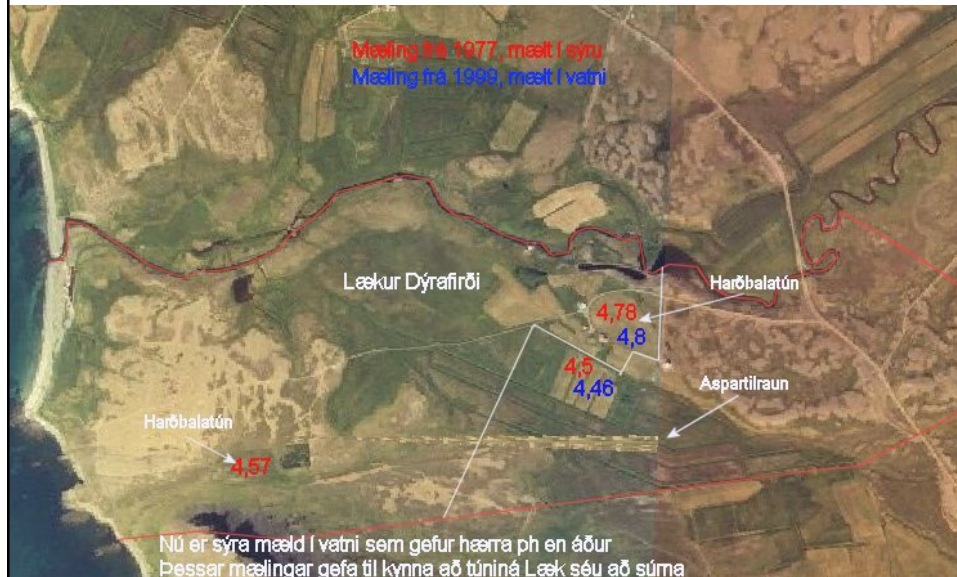 Mæling frá 1977, mælt í sýru
Mæling frá 1999, mælt í vatni
Lækur Dýrafirði
Harðbalatún
4,78
4,8
4,5
4,46
Aspartilraun
Harðbalatún
4,57
Nú er sýra mæld í vatni sem gefur hærra ph en áður
Þessar mælingar gefa til kynna að túniná Læk séu að súrna